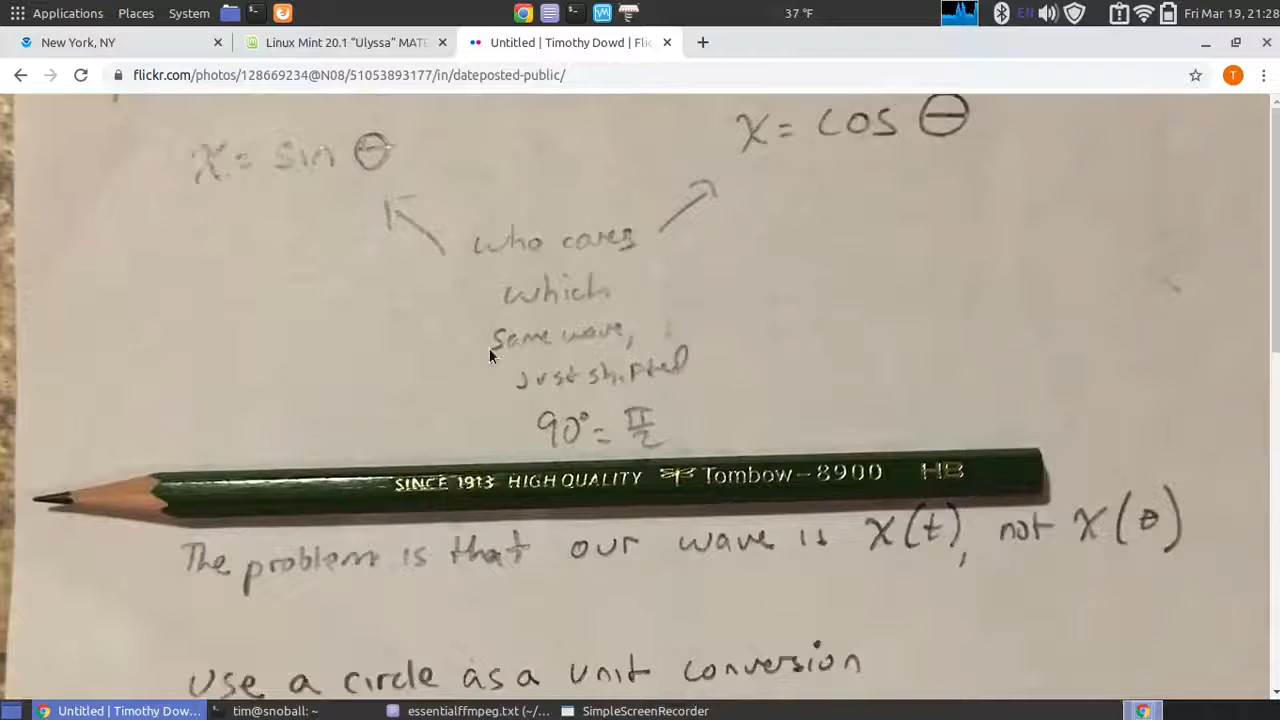 Applications Places System 37 °F EN Fri Mar 19, 21:28
New York, NY Linux Mint 20.1 "Ulyssa" MATE Untitled | Timothy Dowd | Flic
flickr.com/photos/128669234@N08/51053893177/in/dateposted-public/ T
x = cos θ
x = sin θ
who cares
which
same wave,
just shifted
90° = π/2
SINCE 1913 HIGH QUALITY Tombow-8900 HB
The problem is that our wave is x(t), not x(θ)
Use a circle as a unit conversion
Untitled | Timothy Dow... tim@snoball: ~ essentialffmpeg.txt (~/... SimpleScreenRecorder